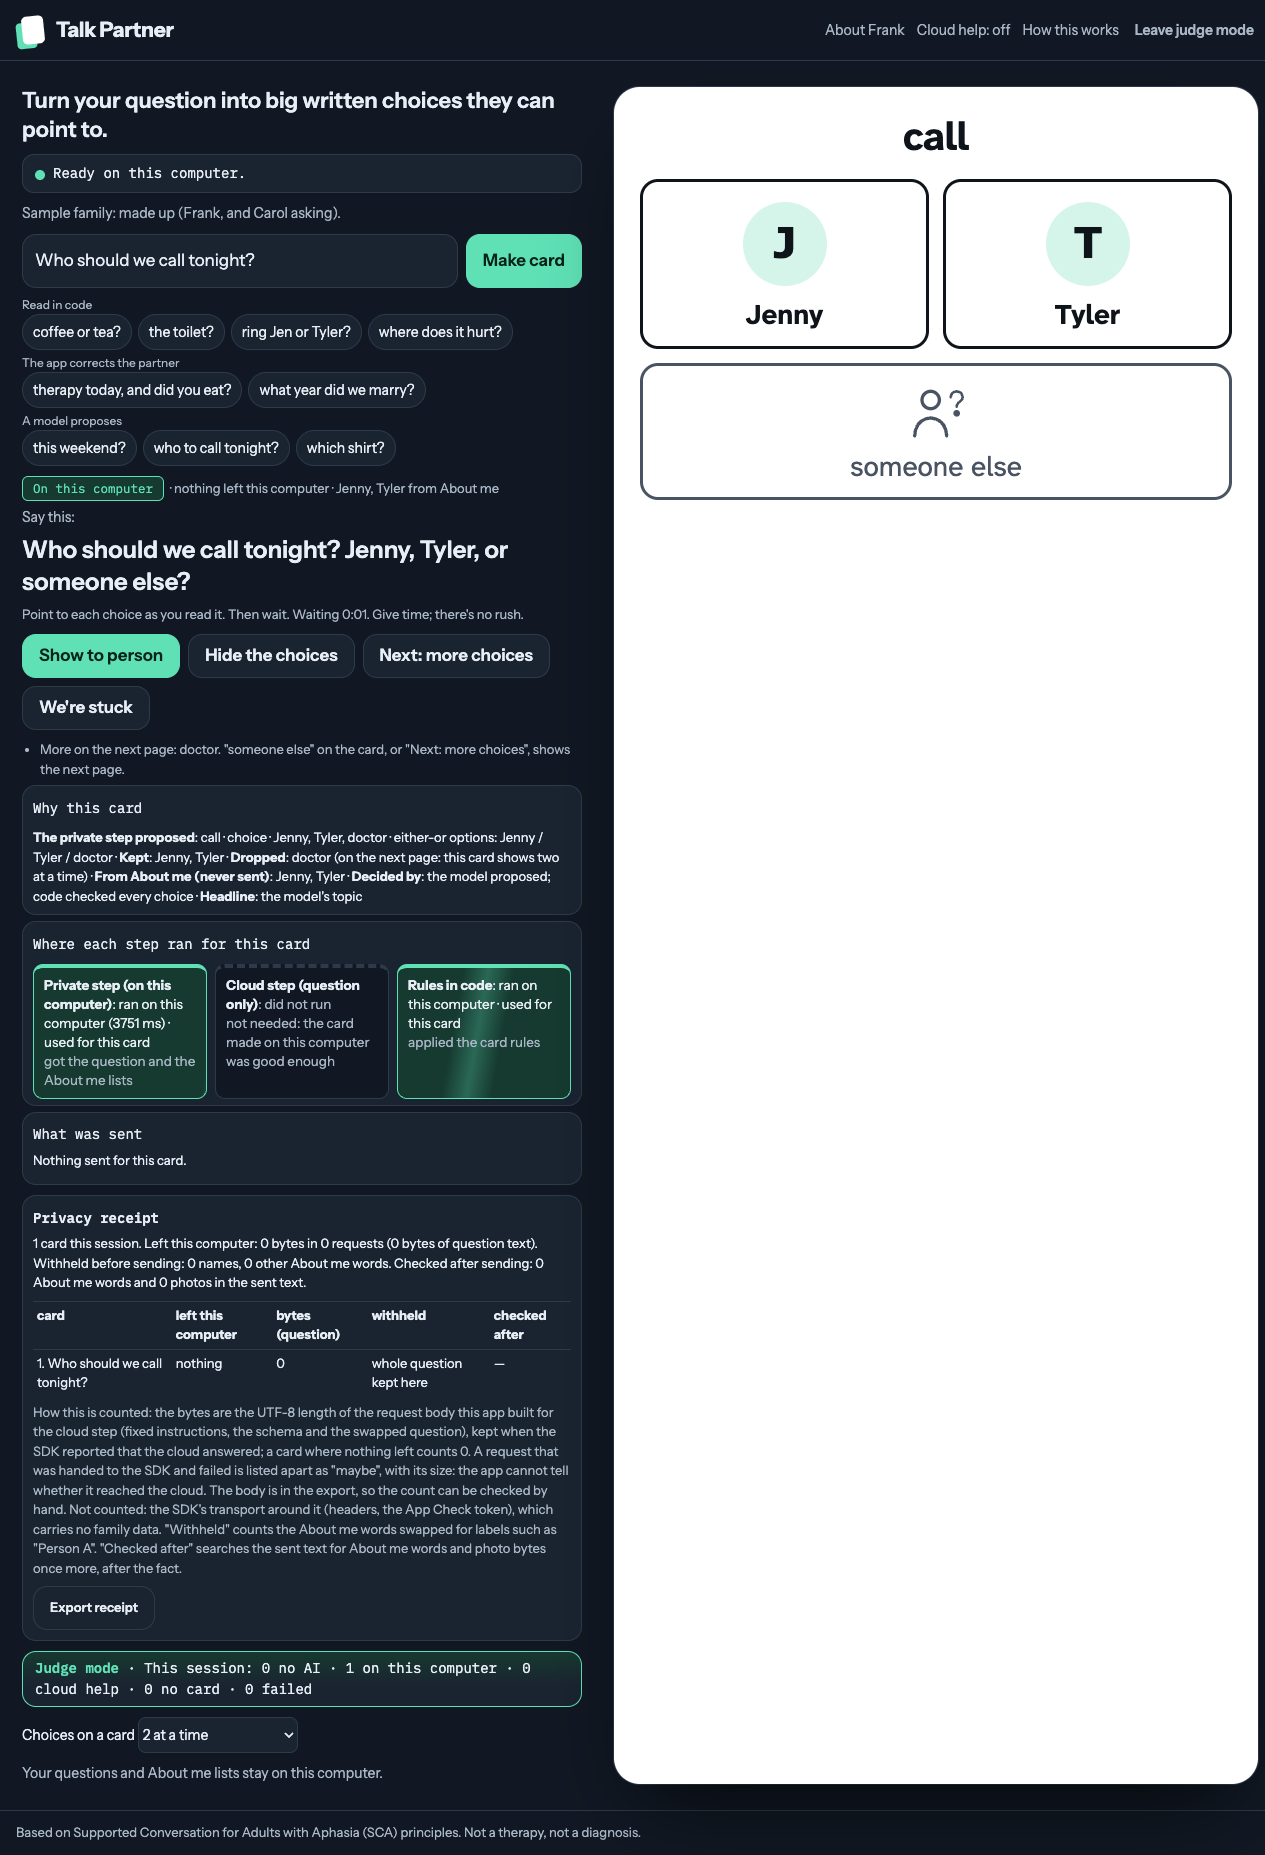 Talk Partner
About Frank Cloud help: off How this works Leave judge mode
Turn your question into big written choices they can
point to.
Ready on this computer.
Sample family: made up (Frank, and Carol asking).
Who should we call tonight? Make card
Read in code
coffee or tea? the toilet? ring Jen or Tyler? where does it hurt?
The app corrects the partner
therapy today, and did you eat? what year did we marry?
A model proposes
this weekend? who to call tonight? which shirt?
On this computer · nothing left this computer · Jenny, Tyler from About me
Say this:
Who should we call tonight? Jenny, Tyler, or
someone else?
Point to each choice as you read it. Then wait. Waiting 0:01. Give time; there's no rush.
Show to person Hide the choices Next: more choices
We're stuck
• More on the next page: doctor. "someone else" on the card, or "Next: more choices", shows
the next page.
Why this card
The private step proposed: call · choice · Jenny, Tyler, doctor · either-or options: Jenny /
Tyler / doctor · Kept: Jenny, Tyler · Dropped: doctor (on the next page: this card shows two
at a time) · From About me (never sent): Jenny, Tyler · Decided by: the model proposed;
code checked every choice · Headline: the model's topic
Where each step ran for this card
Private step (on this
computer): ran on this
computer (3751 ms) ·
used for this card
got the question and the
About me lists
Cloud step (question
only): did not run
not needed: the card
made on this computer
was good enough
Rules in code: ran on
this computer · used for
this card
applied the card rules
What was sent
Nothing sent for this card.
Privacy receipt
1 card this session. Left this computer: 0 bytes in 0 requests (0 bytes of question text).
Withheld before sending: 0 names, 0 other About me words. Checked after sending: 0
About me words and 0 photos in the sent text.
card left this computer bytes (question) withheld checked after
1. Who should we call tonight? nothing 0 whole question kept here —
How this is counted: the bytes are the UTF-8 length of the request body this app built for
the cloud step (fixed instructions, the schema and the swapped question), kept when the
SDK reported that the cloud answered; a card where nothing left counts 0. A request that
was handed to the SDK and failed is listed apart as "maybe", with its size: the app cannot tell
whether it reached the cloud. The body is in the export, so the count can be checked by
hand. Not counted: the SDK's transport around it (headers, the App Check token), which
carries no family data. "Withheld" counts the About me words swapped for labels such as
"Person A". "Checked after" searches the sent text for About me words and photo bytes
once more, after the fact.
Export receipt
Judge mode · This session: 0 no AI · 1 on this computer · 0
cloud help · 0 no card · 0 failed
Choices on a card 2 at a time
Your questions and About me lists stay on this computer.
call
J T
Jenny Tyler
?
someone else
Based on Supported Conversation for Adults with Aphasia (SCA) principles. Not a therapy, not a diagnosis.